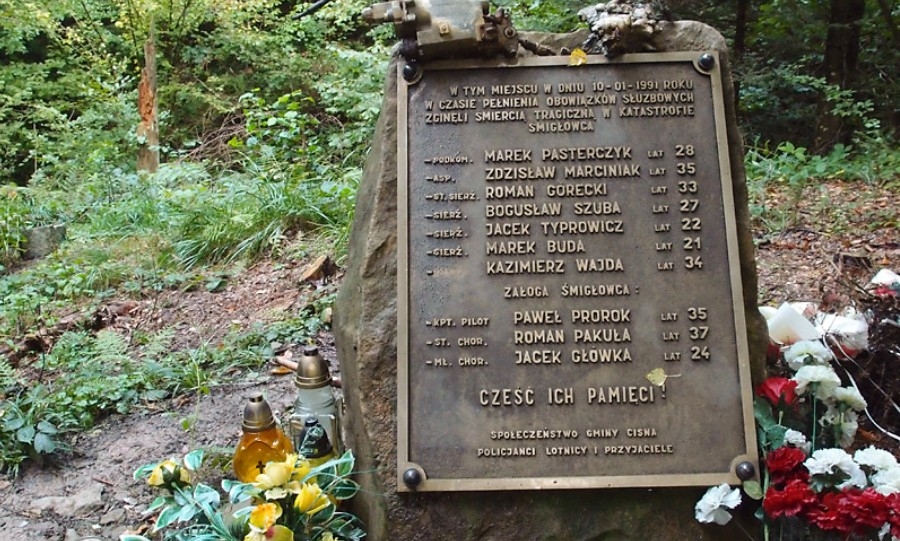 W TYM MIEJSCU W DNIU 10-01-1991 ROKU
W CZASIE PEŁNIENIA OBOWIĄZKÓW SŁUŻBOWYCH
ZGINĘLI ŚMIERCIĄ TRAGICZNĄ W KATASTROFIE
ŚMIGŁOWCA
-PODKOM. MAREK PASTERCZYK LAT 28
-ASP. ZDZISŁAW MARCINIAK LAT 35
-ST.SIERŻ. ROMAN GÓRECKI LAT 33
-SIERŻ. BOGUSŁAW SZUBA LAT 27
-SIERŻ. JACEK TYPROWICZ LAT 22
-SIERŻ. MAREK BUDA LAT 21
KAZIMIERZ WAJDA LAT 34
ZAŁOGA ŚMIGŁOWCA:
-KPT. PILOT PAWEŁ PROROK LAT 35
-ST. CHOR. ROMAN PAKUŁA LAT 37
-MŁ. CHOR. JACEK GŁÓWKA LAT 24
CZEŚĆ ICH PAMIĘCI!
SPOŁECZEŃSTWO GMINY CISNA
POLICJANCI LOTNICY I PRZYJACIELE